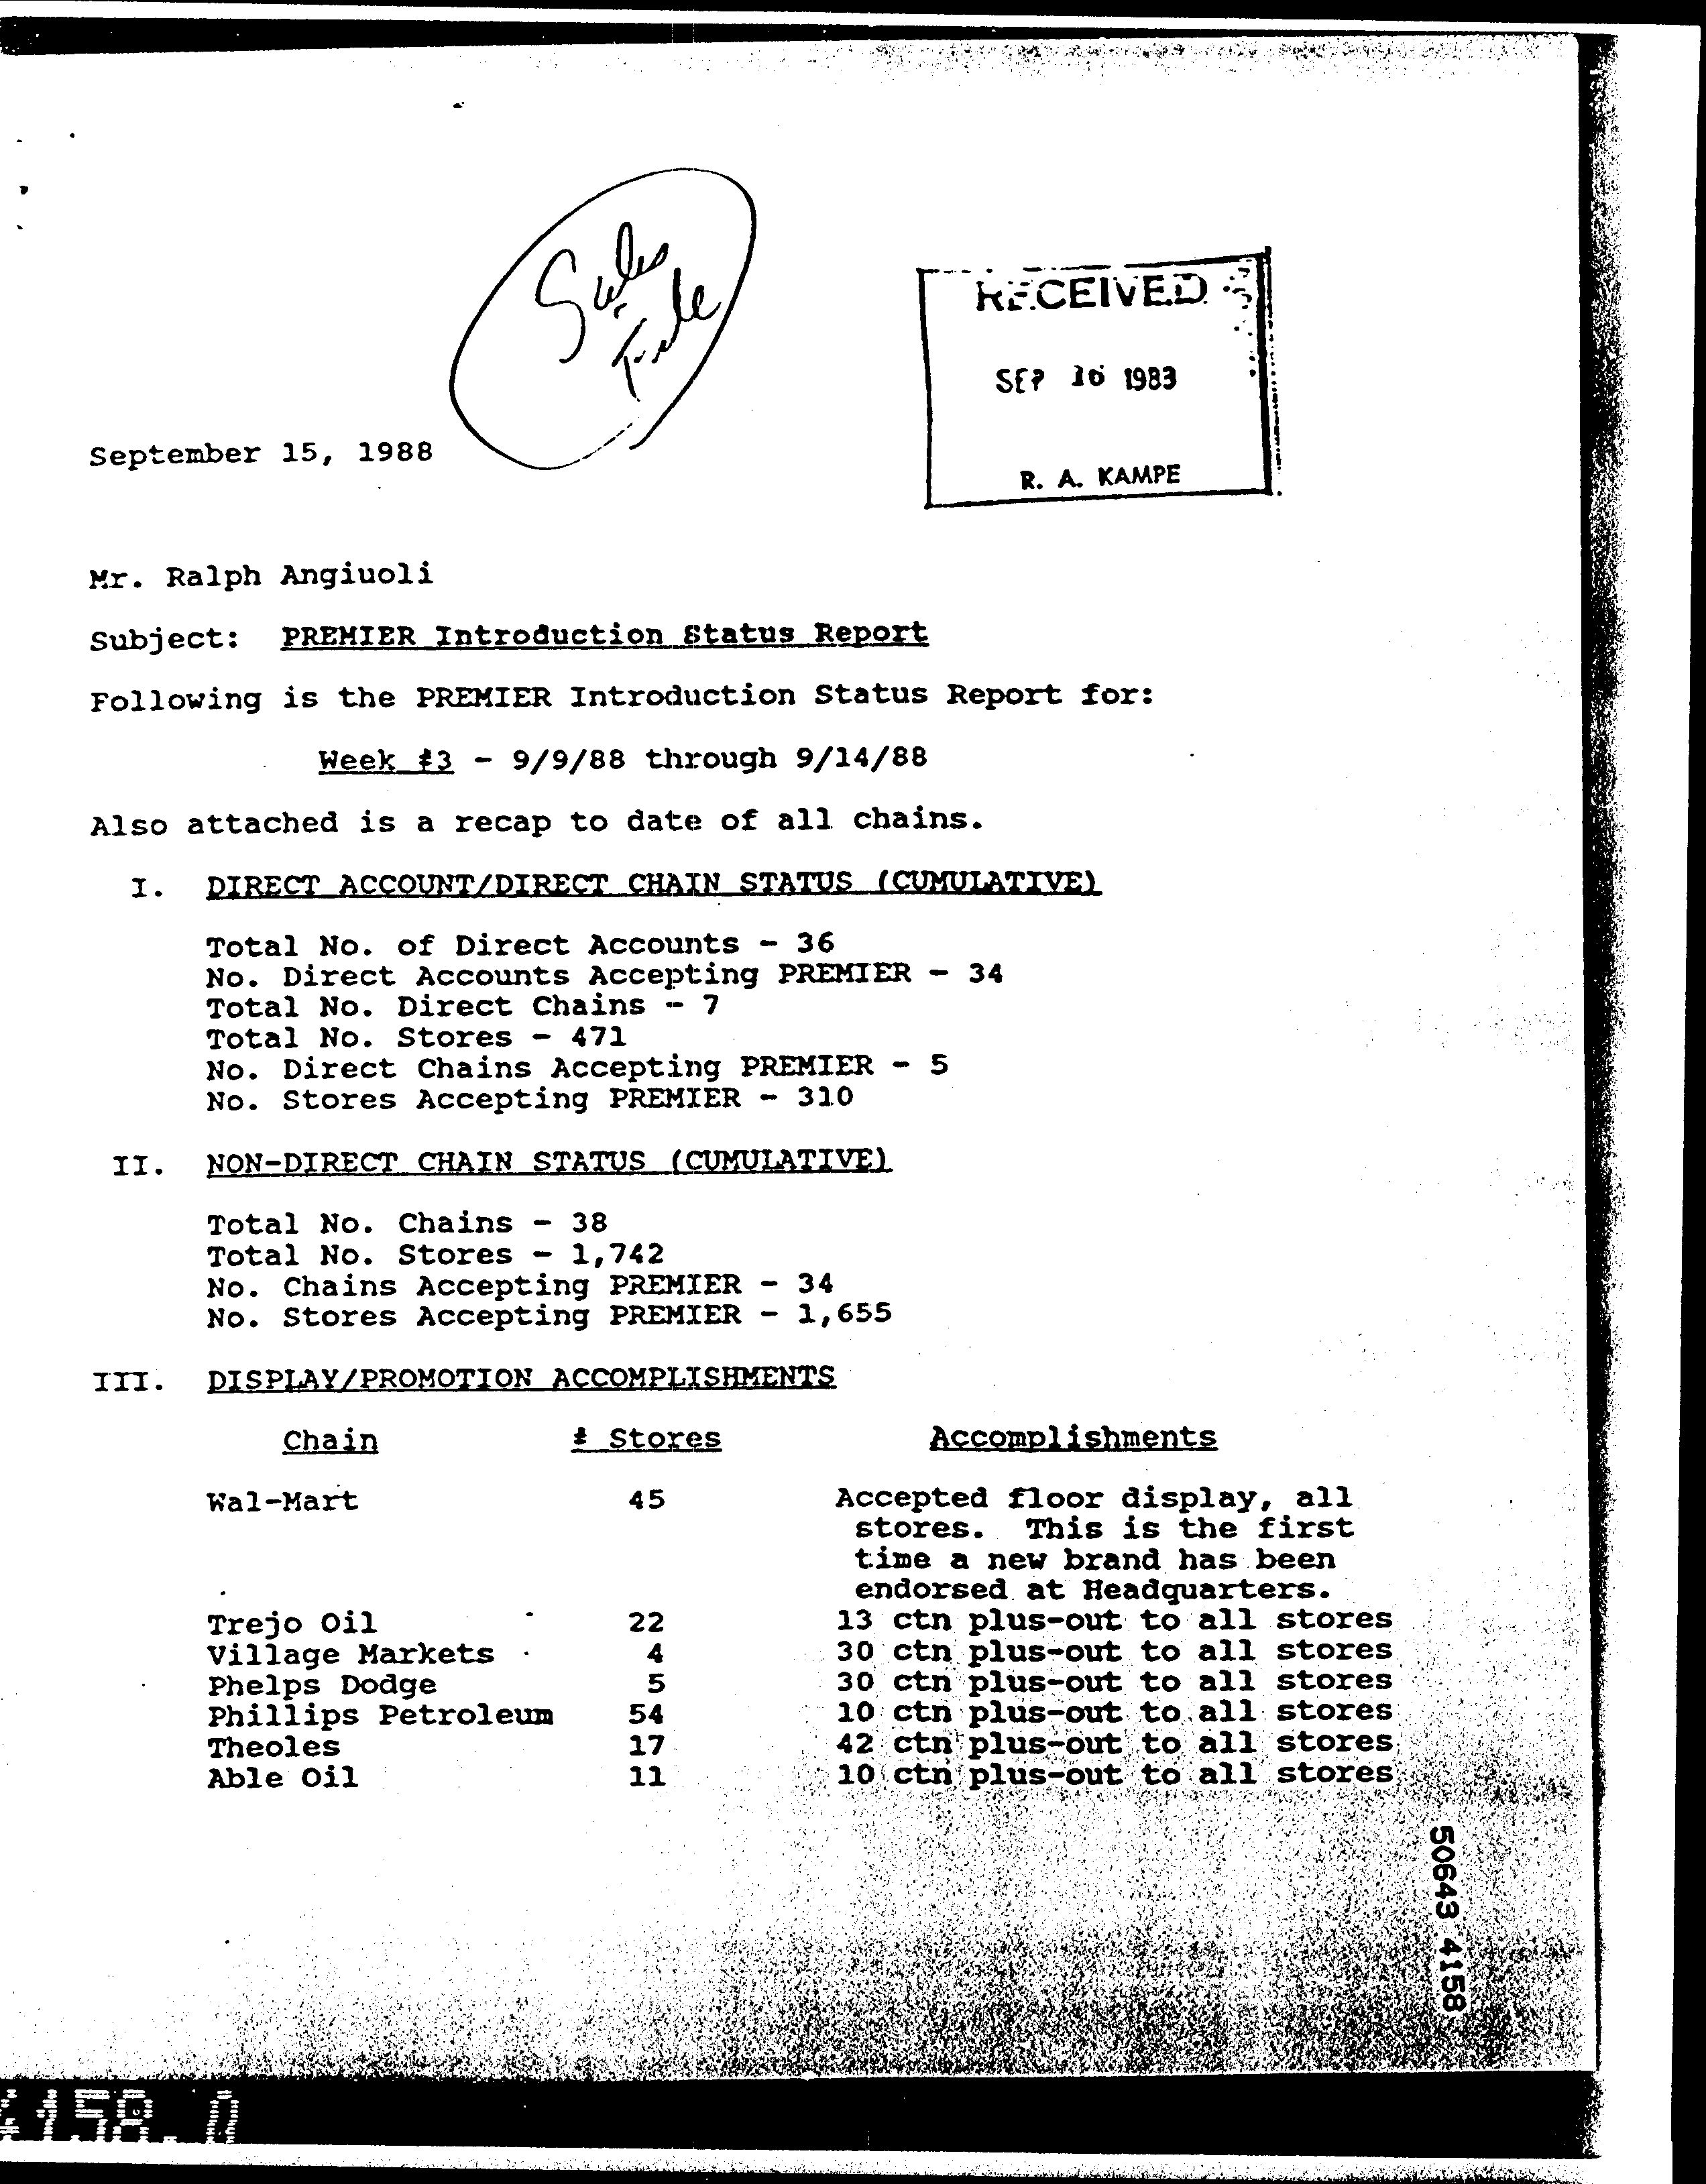 Sales
File
RECEIVED
SEP 16 1983
R. A. KAMPE
September 15, 1988
Mr. Ralph Angiuoli
Subject: PREMIER Introduction Status Report
Following is the PREMIER Introduction Status Report for:
Week #3 - 9/9/88 through 9/14/88
Also attached is a recap to date of all chains.
I. DIRECT ACCOUNT/DIRECT CHAIN STATUS (CUMULATIVE)
Total No. of Direct Accounts - 36
No. Direct Accounts Accepting PREMIER - 34
Total No. Direct Chains - 7
Total No. Stores - 471
No. Direct Chains Accepting PREMIER - 5
No. Stores Accepting PREMIER - 310
II. NON-DIRECT CHAIN STATUS (CUMULATIVE)
Total No. Chains - 38
Total No. Stores - 1,742
No. Chains Accepting PREMIER - 34
No. Stores Accepting PREMIER - 1,655
III. DISPLAY/PROMOTION ACCOMPLISHMENTS
Chain # Stores Accomplishments
Wal-Mart 45 Accepted floor display, all
stores. This is the first
time a new brand has been
endorsed at Headquarters.
Trejo Oil 22 13 ctn plus-out to all stores
Village Markets 4 30 ctn plus-out to all stores
Phelps Dodge 5 30 ctn plus-out to all stores
Phillips Petroleum 54 10 ctn plus-out to all stores
Theoles 17 42 ctn plus-out to all stores
Able Oil 11 10 ctn plus-out to all stores
50643 4158